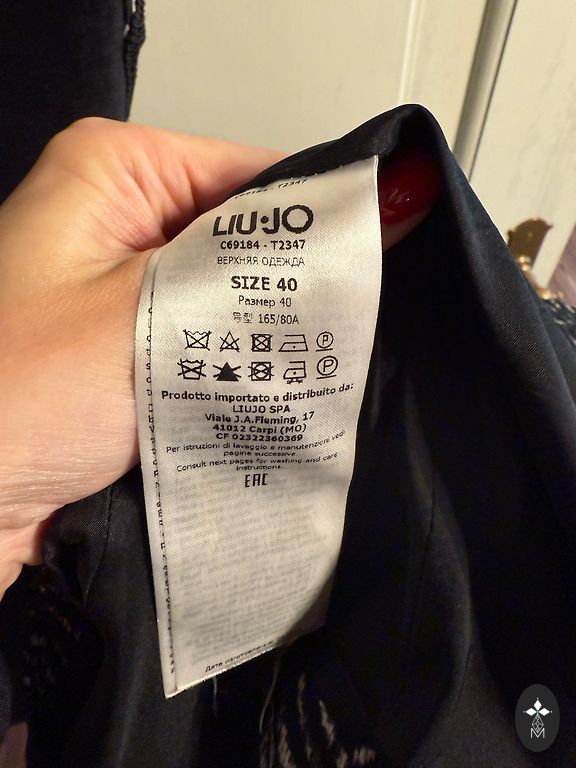 LIU·JO
C69184 - T2347
ВЕРХНЯЯ ОДЕЖДА
SIZE 40
Размер 40
号型 165/80A
P
P
Prodotto importato e distribuito da:
LIUJO SPA
Viale J.A.Fleming, 17
41012 Carpi (MO)
CF 02322360369
Per istruzioni di lavaggio e manutenzioni vedi
pagine successive.
Consult next pages for washing and care
instructions.
EAC
M